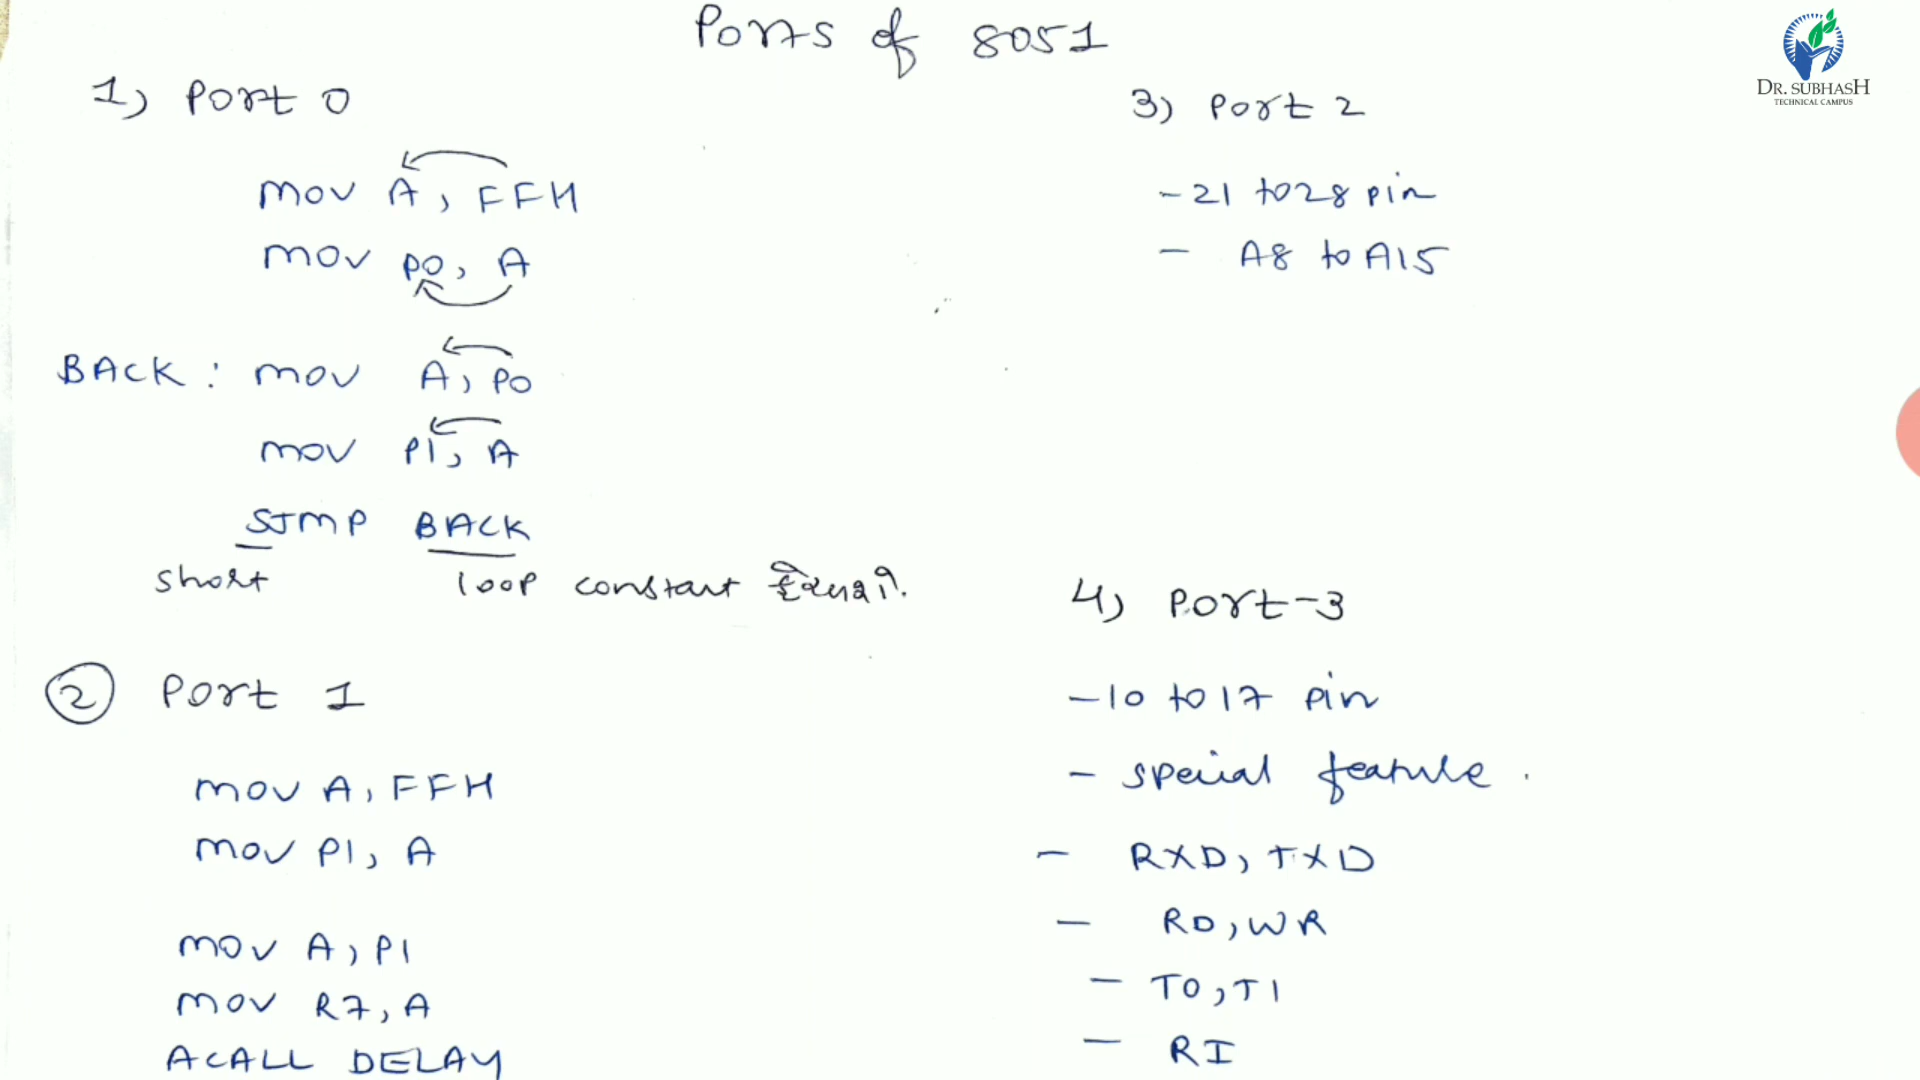 Ports of 8051
DR. SUBHASH
TECHNICAL CAMPUS
1) Port 0
MOV A, FFH
MOV P0, A
BACK : MOV A, P0
MOV P1, A
SJMP BACK
short loop constant
2 Port 1
MOV A, FFH
MOV P1, A
MOV A, P1
MOV R7, A
ACALL DELAY
3) Port 2
- 21 to 28 pin
- A8 to A15
4) Port-3
- 10 to 17 pin
- special feature.
- RXD, TXD
- RD, WR
- T0, T1
- RI